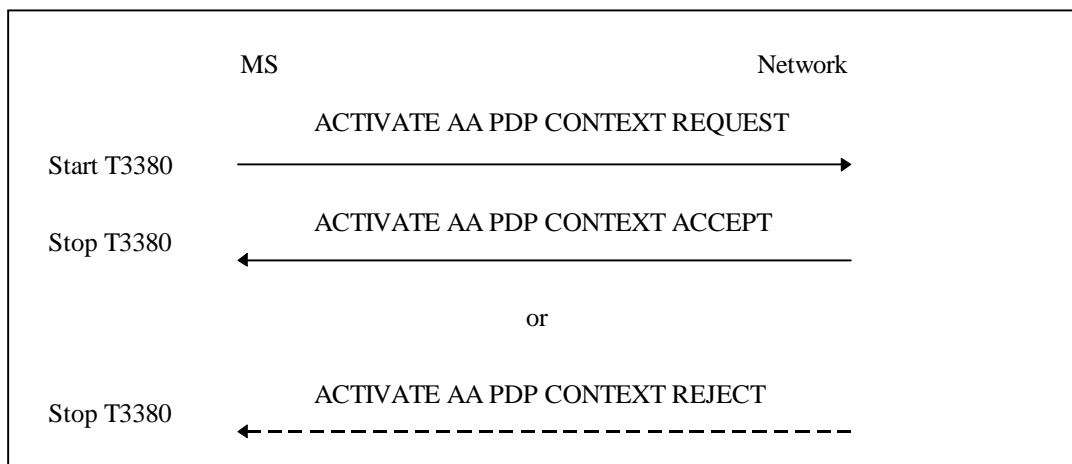 MS Network
ACTIVATE AA PDP CONTEXT REQUEST
Start T3380
ACTIVATE AA PDP CONTEXT ACCEPT
Stop T3380
or
ACTIVATE AA PDP CONTEXT REJECT
Stop T3380